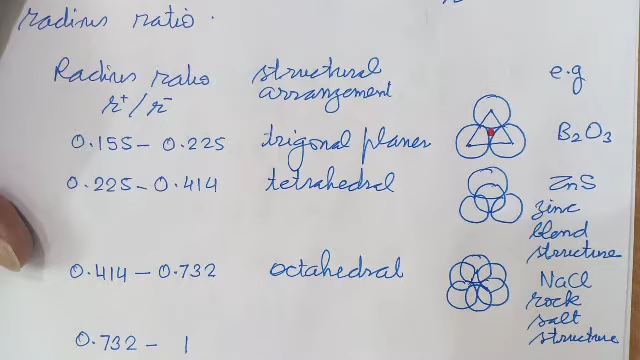 radius ratio.
Radius ratio structural e.g
r⁺/r⁻ arrangement
0.155 - 0.225 trigonal planer B₂O₃
0.225 - 0.414 tetrahedral ZnS
zinc
blend
structure
0.414 - 0.732 octahedral NaCl
rock
salt
structure
0.732 - 1